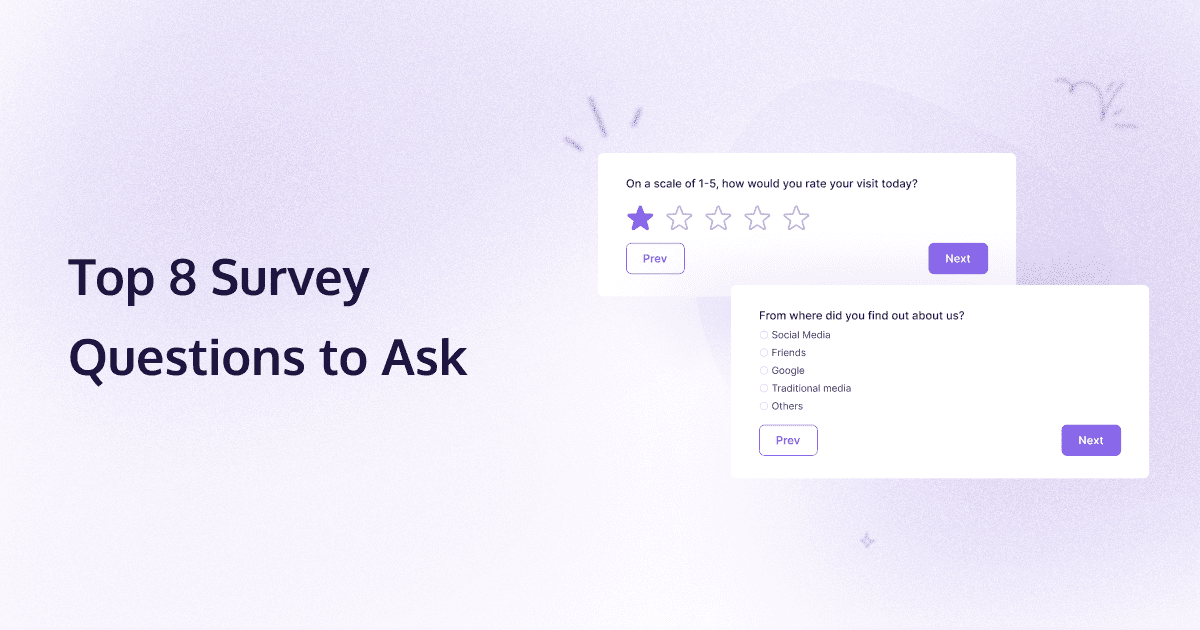 Top 8 Survey
Questions to Ask
On a scale of 1-5, how would you rate your visit today?
Prev
Next
From where did you find out about us?
Social Media
Friends
Google
Traditional media
Others
Prev
Next